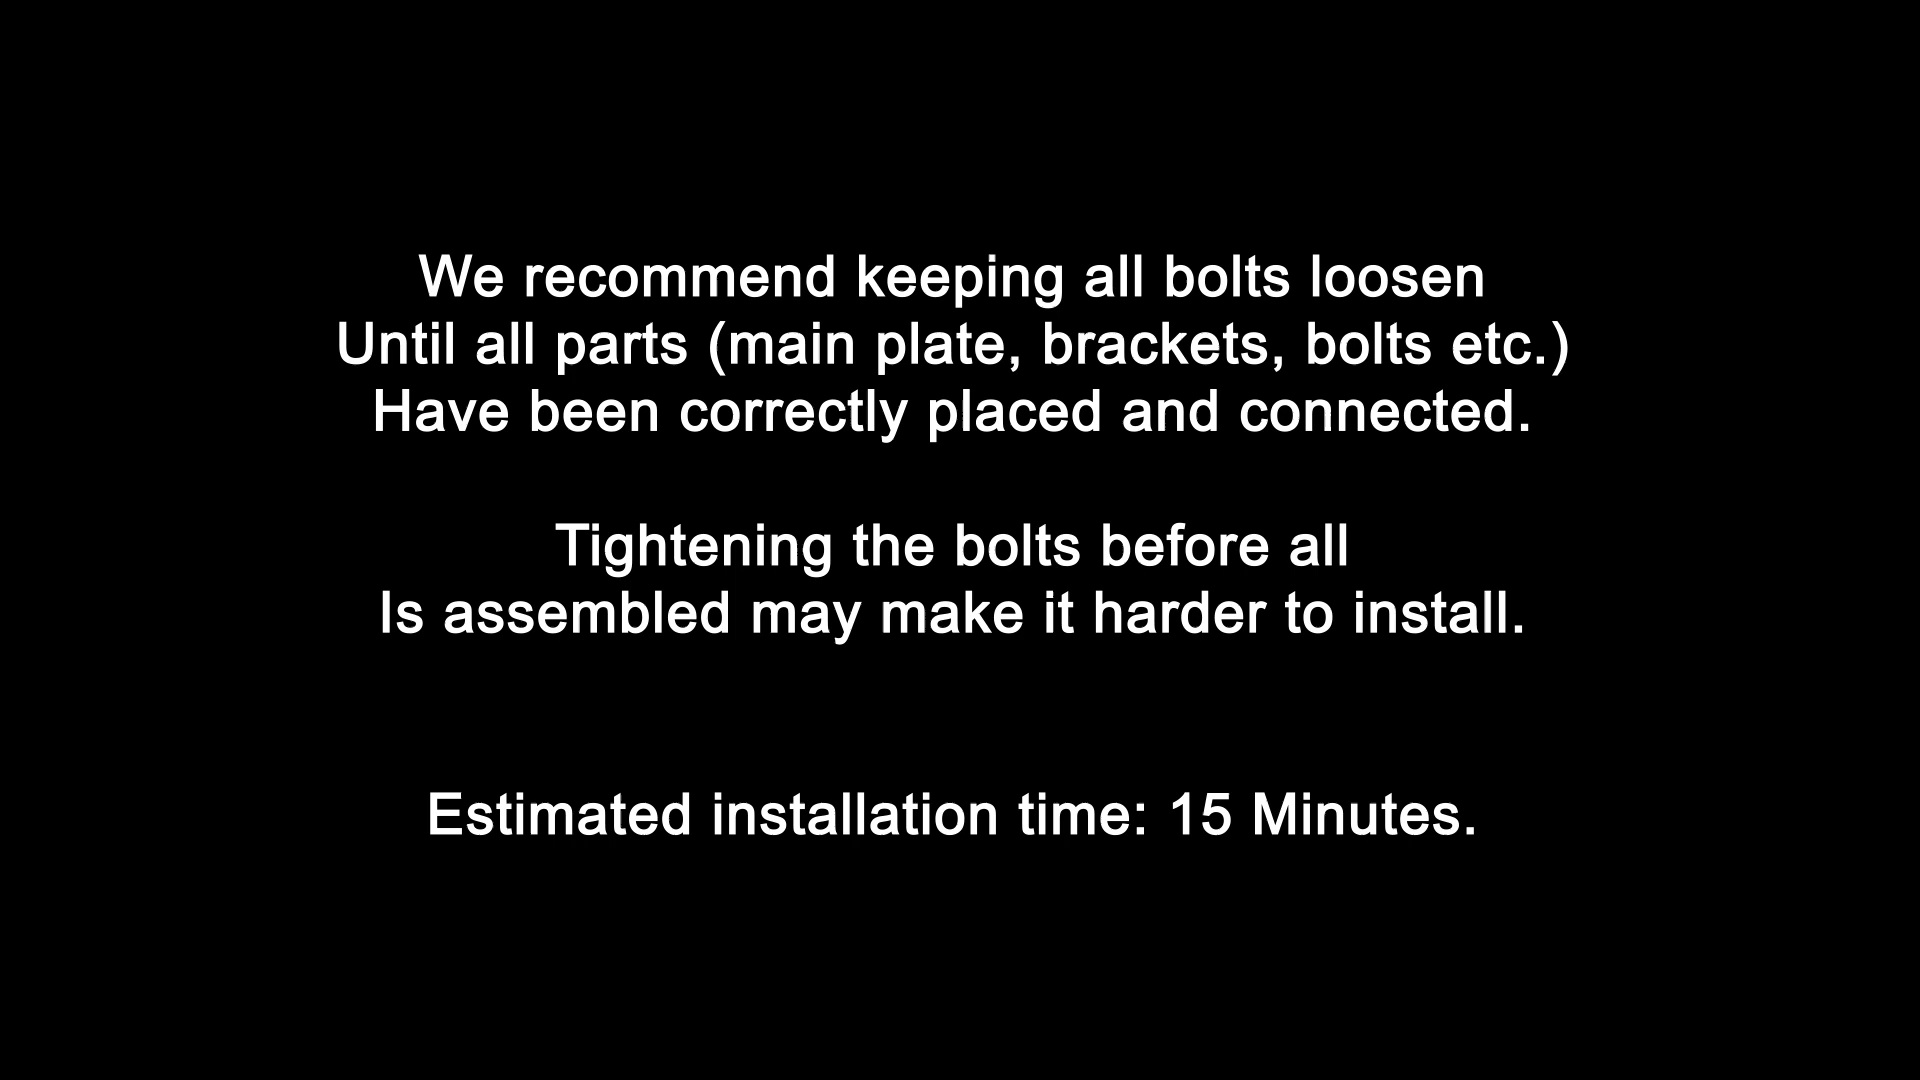 We recommend keeping all bolts loosen
Until all parts (main plate, brackets, bolts etc.)
Have been correctly placed and connected.
Tightening the bolts before all
Is assembled may make it harder to install.
Estimated installation time: 15 Minutes.